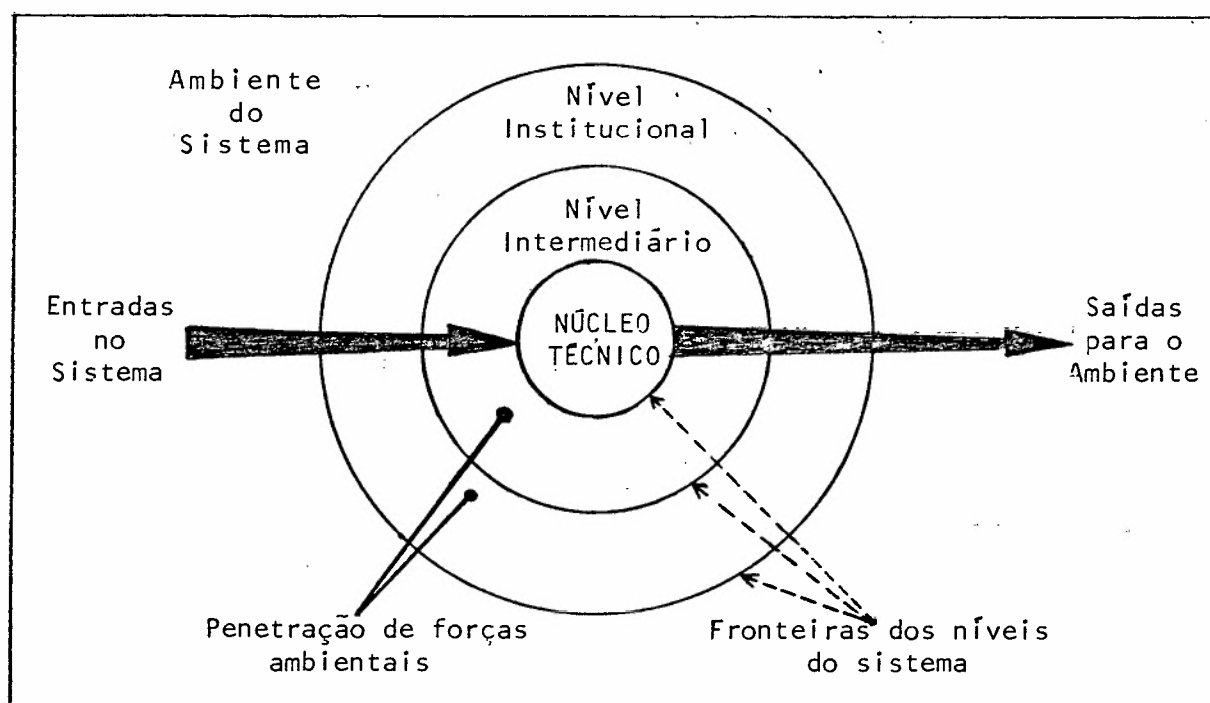 Ambiente
do
Sistema
Nível
Institucional
Nível
Intermediário
Entradas
no
Sistema
NÚCLEO
TÉCNICO
Saídas
para o
Ambiente
Penetração de forças
ambientais
Fronteiras dos níveis
do sistema